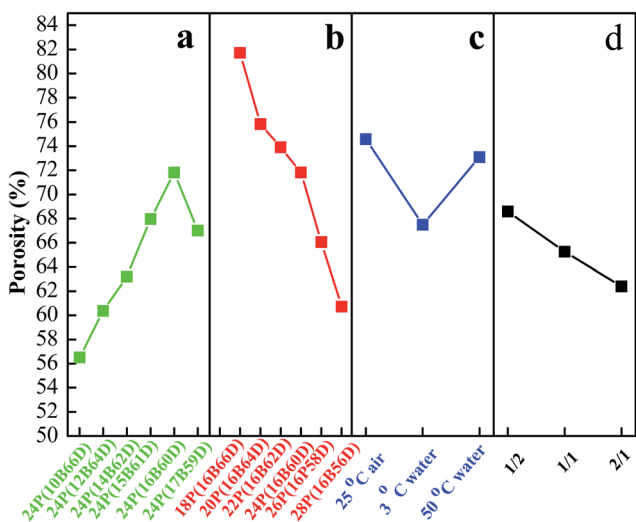 a b c d
Porosity (%)
84
82
80
78
76
74
72
70
68
66
64
62
60
58
56
54
52
50
24P(10B66D)
24P(12B64D)
24P(14B62D)
24P(15B61D)
24P(16B60D)
24P(17B59D)
18P(16B66D)
20P(16B64D)
22P(16B62D)
24P(16B60D)
26P(16P58D)
28P(16B56D)
25 °C air
3 °C water
50 °C water
1/2
1/1
2/1